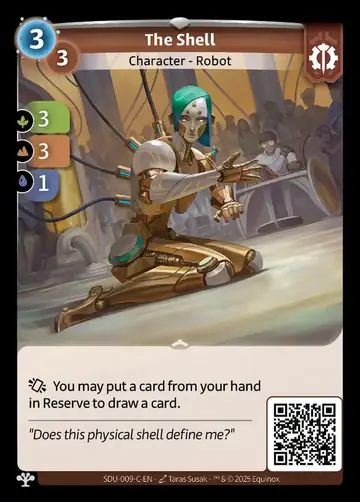 3
The Shell
3
Character - Robot
3
3
1
You may put a card from your hand
in Reserve to draw a card.
"Does this physical shell define me?"
SDU-009-C-EN - Taras Susak - ™ & © 2025 Equinox